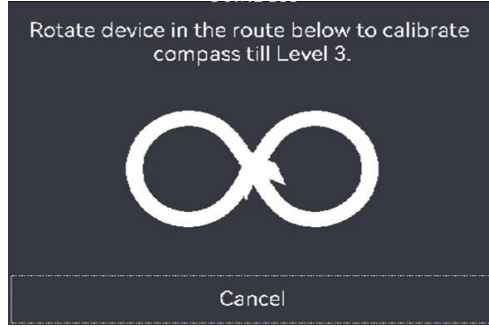 Rotate device in the route below to calibrate
compass till Level 3.
Cancel